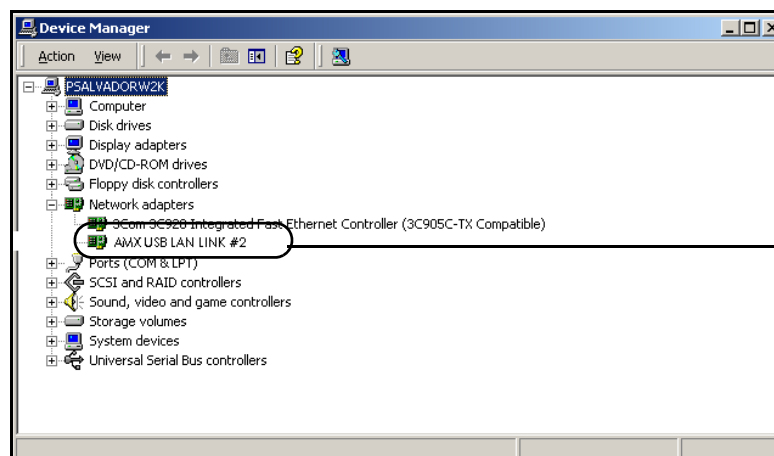 Device Manager
Action View
PSALVADORW2K
Computer
Disk drives
Display adapters
DVD/CD-ROM drives
Floppy disk controllers
Network adapters
3Com 3C920 Integrated Fast Ethernet Controller (3C905C-TX Compatible)
AMX USB LAN LINK #2
Ports (COM & LPT)
SCSI and RAID controllers
Sound, video and game controllers
Storage volumes
System devices
Universal Serial Bus controllers